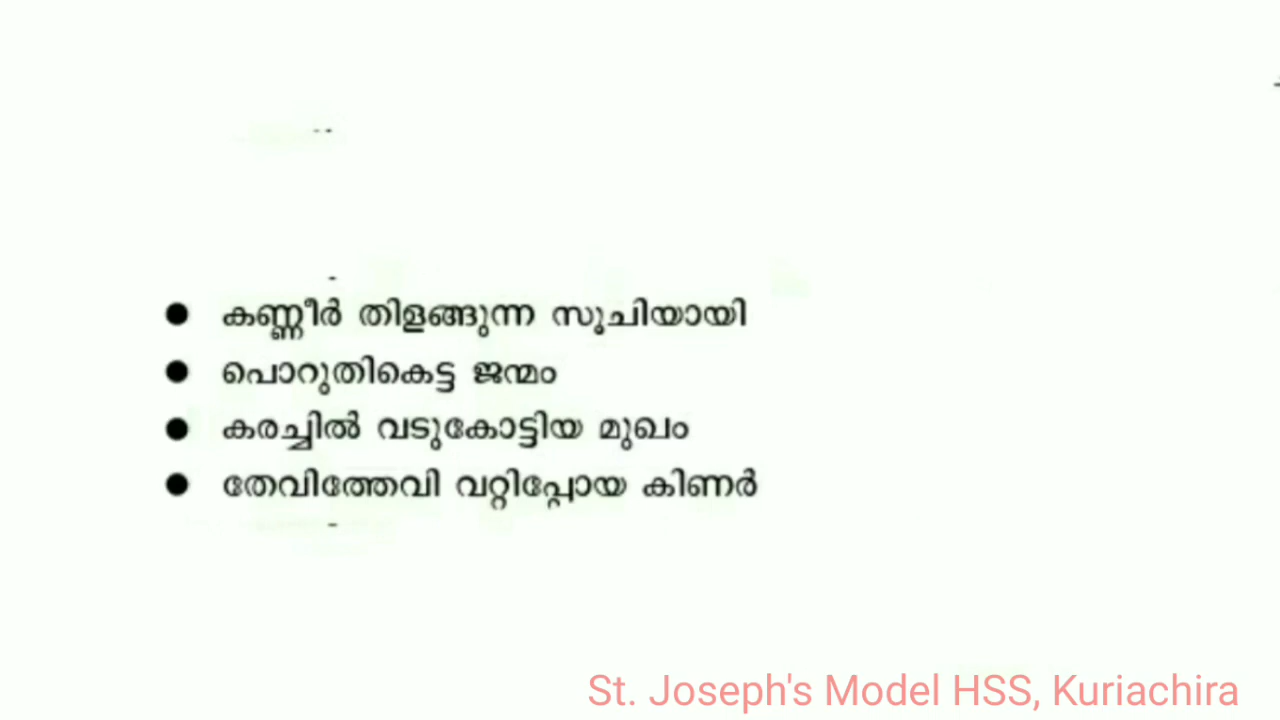 ● കണ്ണീർ തിളങ്ങുന്ന സൂചിയായി
● പൊറുതികെട്ട ജന്മം
● കരച്ചിൽ വടുകോട്ടിയ മുഖം
● തേവിത്തേവി വറ്റിപ്പോയ കിണർ
St. Joseph's Model HSS, Kuriachira